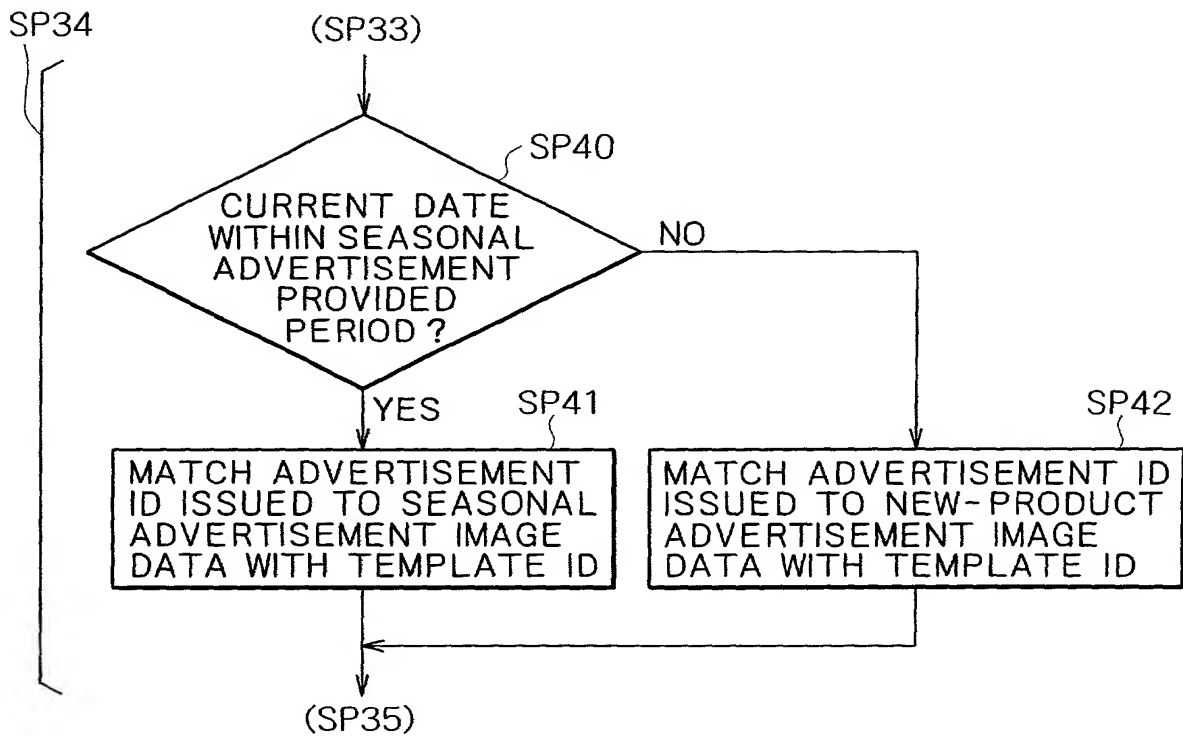 SP34
(SP33)
SP40
CURRENT DATE
WITHIN SEASONAL
ADVERTISEMENT
PROVIDED
PERIOD?
NO
YES
SP41
MATCH ADVERTISEMENT
ID ISSUED TO SEASONAL
ADVERTISEMENT IMAGE
DATA WITH TEMPLATE ID
SP42
MATCH ADVERTISEMENT ID
ISSUED TO NEW-PRODUCT
ADVERTISEMENT IMAGE
DATA WITH TEMPLATE ID
(SP35)